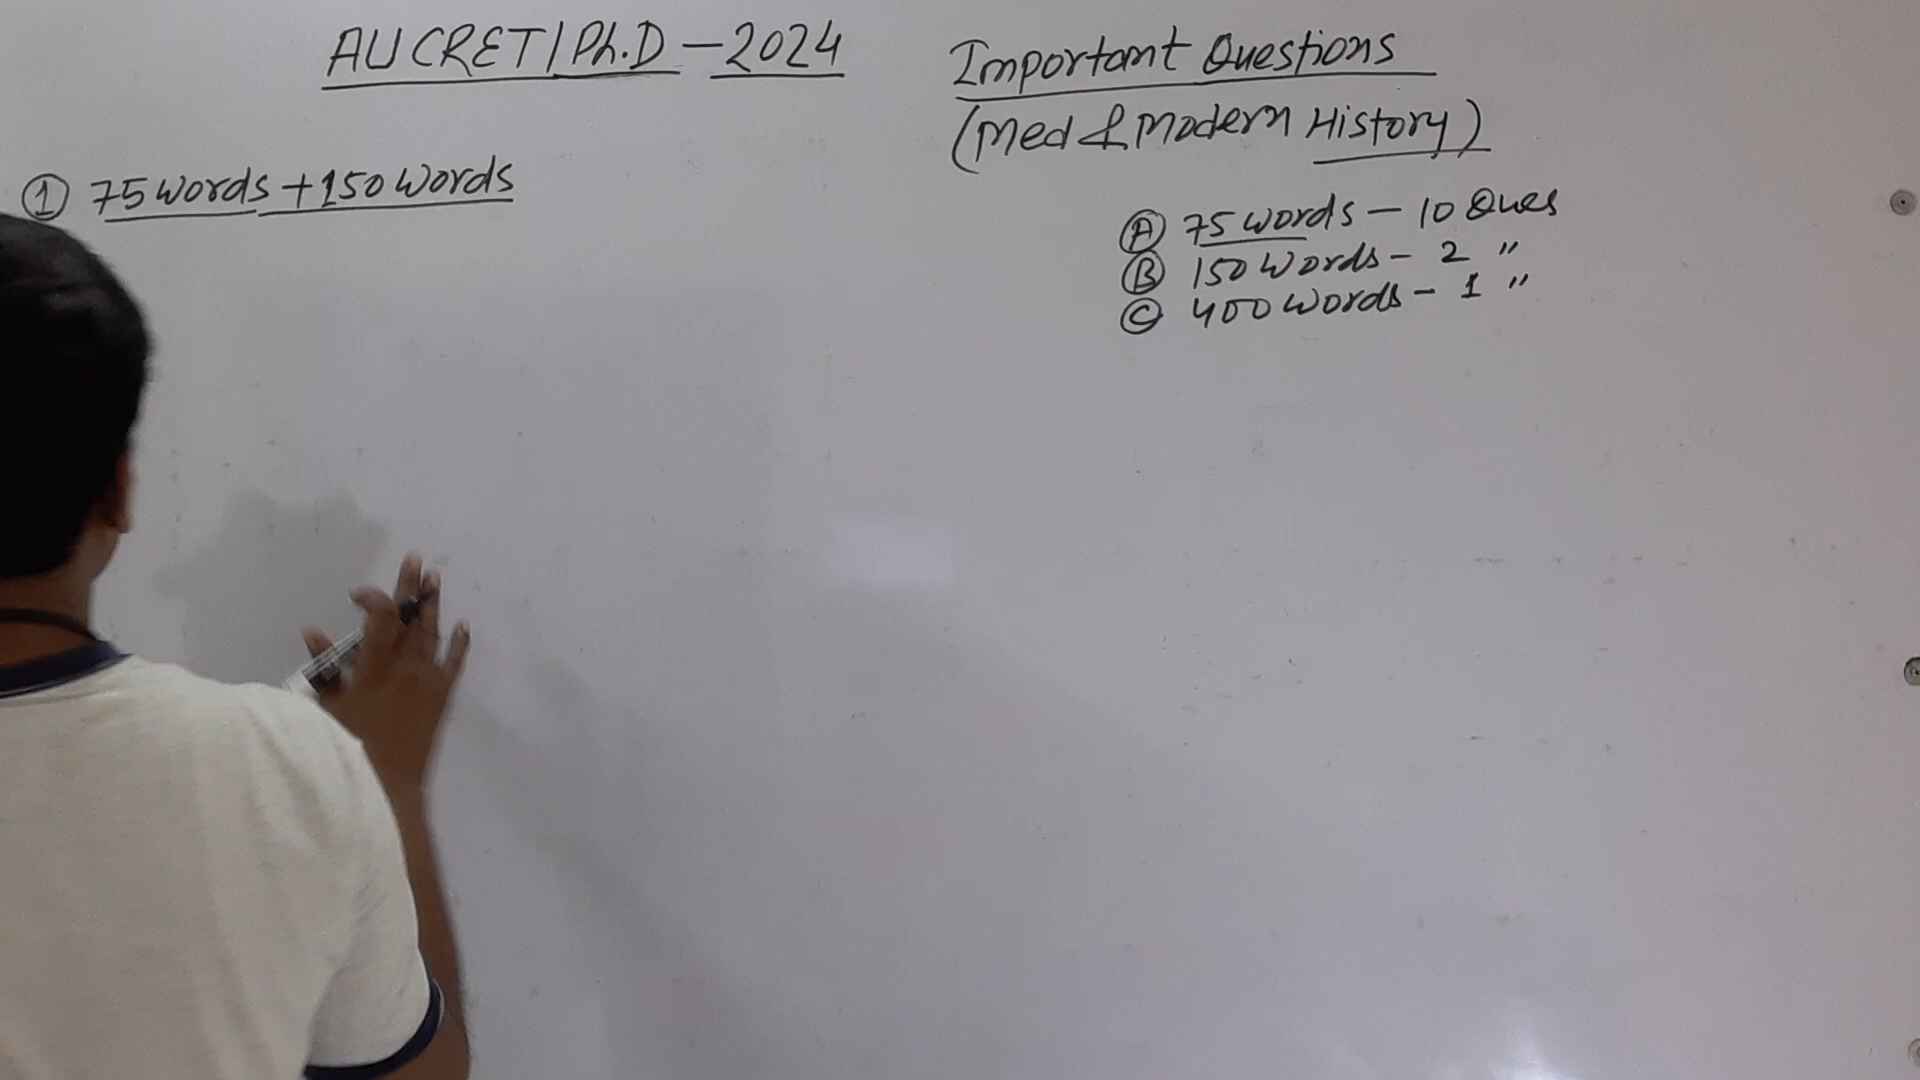 AU CRET/Ph.D - 2024
Important Questions
(Med & Modern History)
① 75 words + 150 words
Ⓐ 75 words - 10 Ques
Ⓑ 150 words - 2 "
Ⓒ 400 words - 1 "